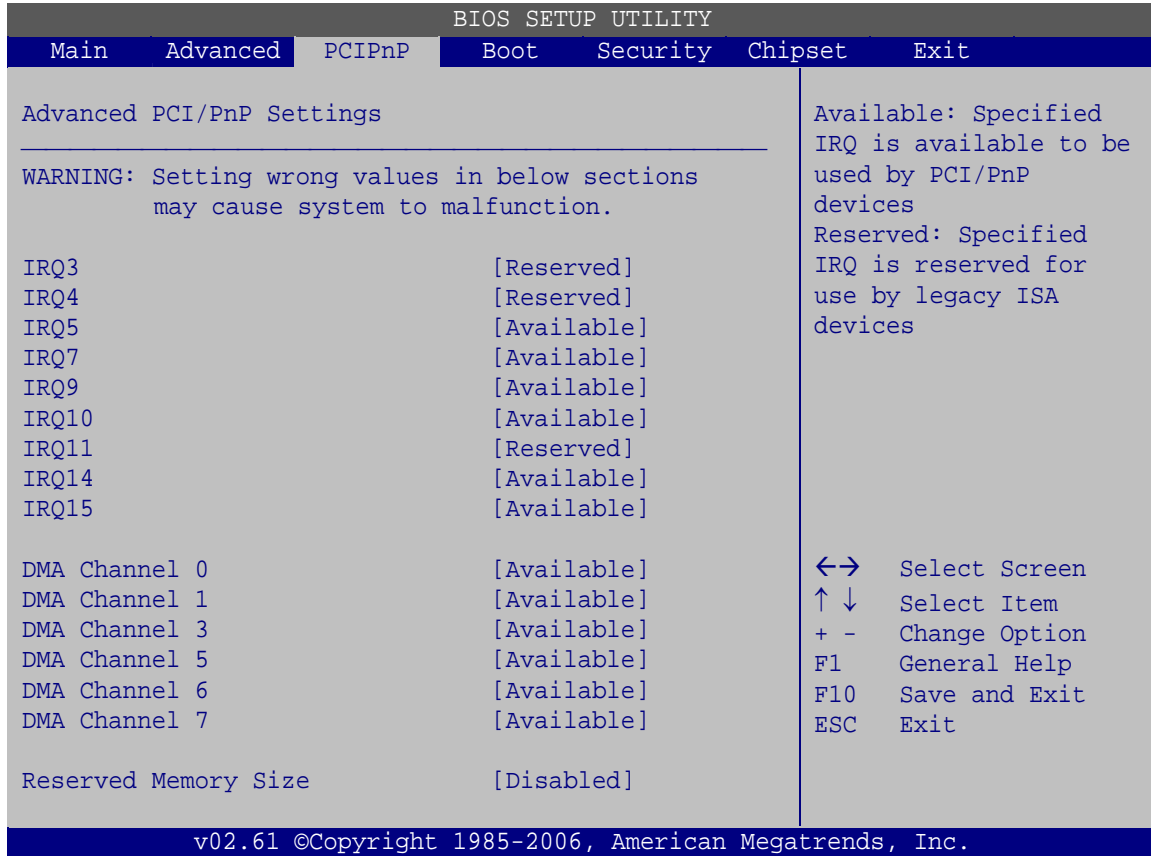 BIOS SETUP UTILITY
Main Advanced PCIPnP Boot Security Chipset Exit
Advanced PCI/PnP Settings
WARNING: Setting wrong values in below sections
may cause system to malfunction.
IRQ3 [Reserved]
IRQ4 [Reserved]
IRQ5 [Available]
IRQ7 [Available]
IRQ9 [Available]
IRQ10 [Available]
IRQ11 [Reserved]
IRQ14 [Available]
IRQ15 [Available]
DMA Channel 0 [Available]
DMA Channel 1 [Available]
DMA Channel 3 [Available]
DMA Channel 5 [Available]
DMA Channel 6 [Available]
DMA Channel 7 [Available]
Reserved Memory Size [Disabled]
Available: Specified
IRQ is available to be
used by PCI/PnP
devices
Reserved: Specified
IRQ is reserved for
use by legacy ISA
devices
←→ Select Screen
↑ ↓ Select Item
+ - Change Option
F1 General Help
F10 Save and Exit
ESC Exit
v02.61 ©Copyright 1985-2006, American Megatrends, Inc.